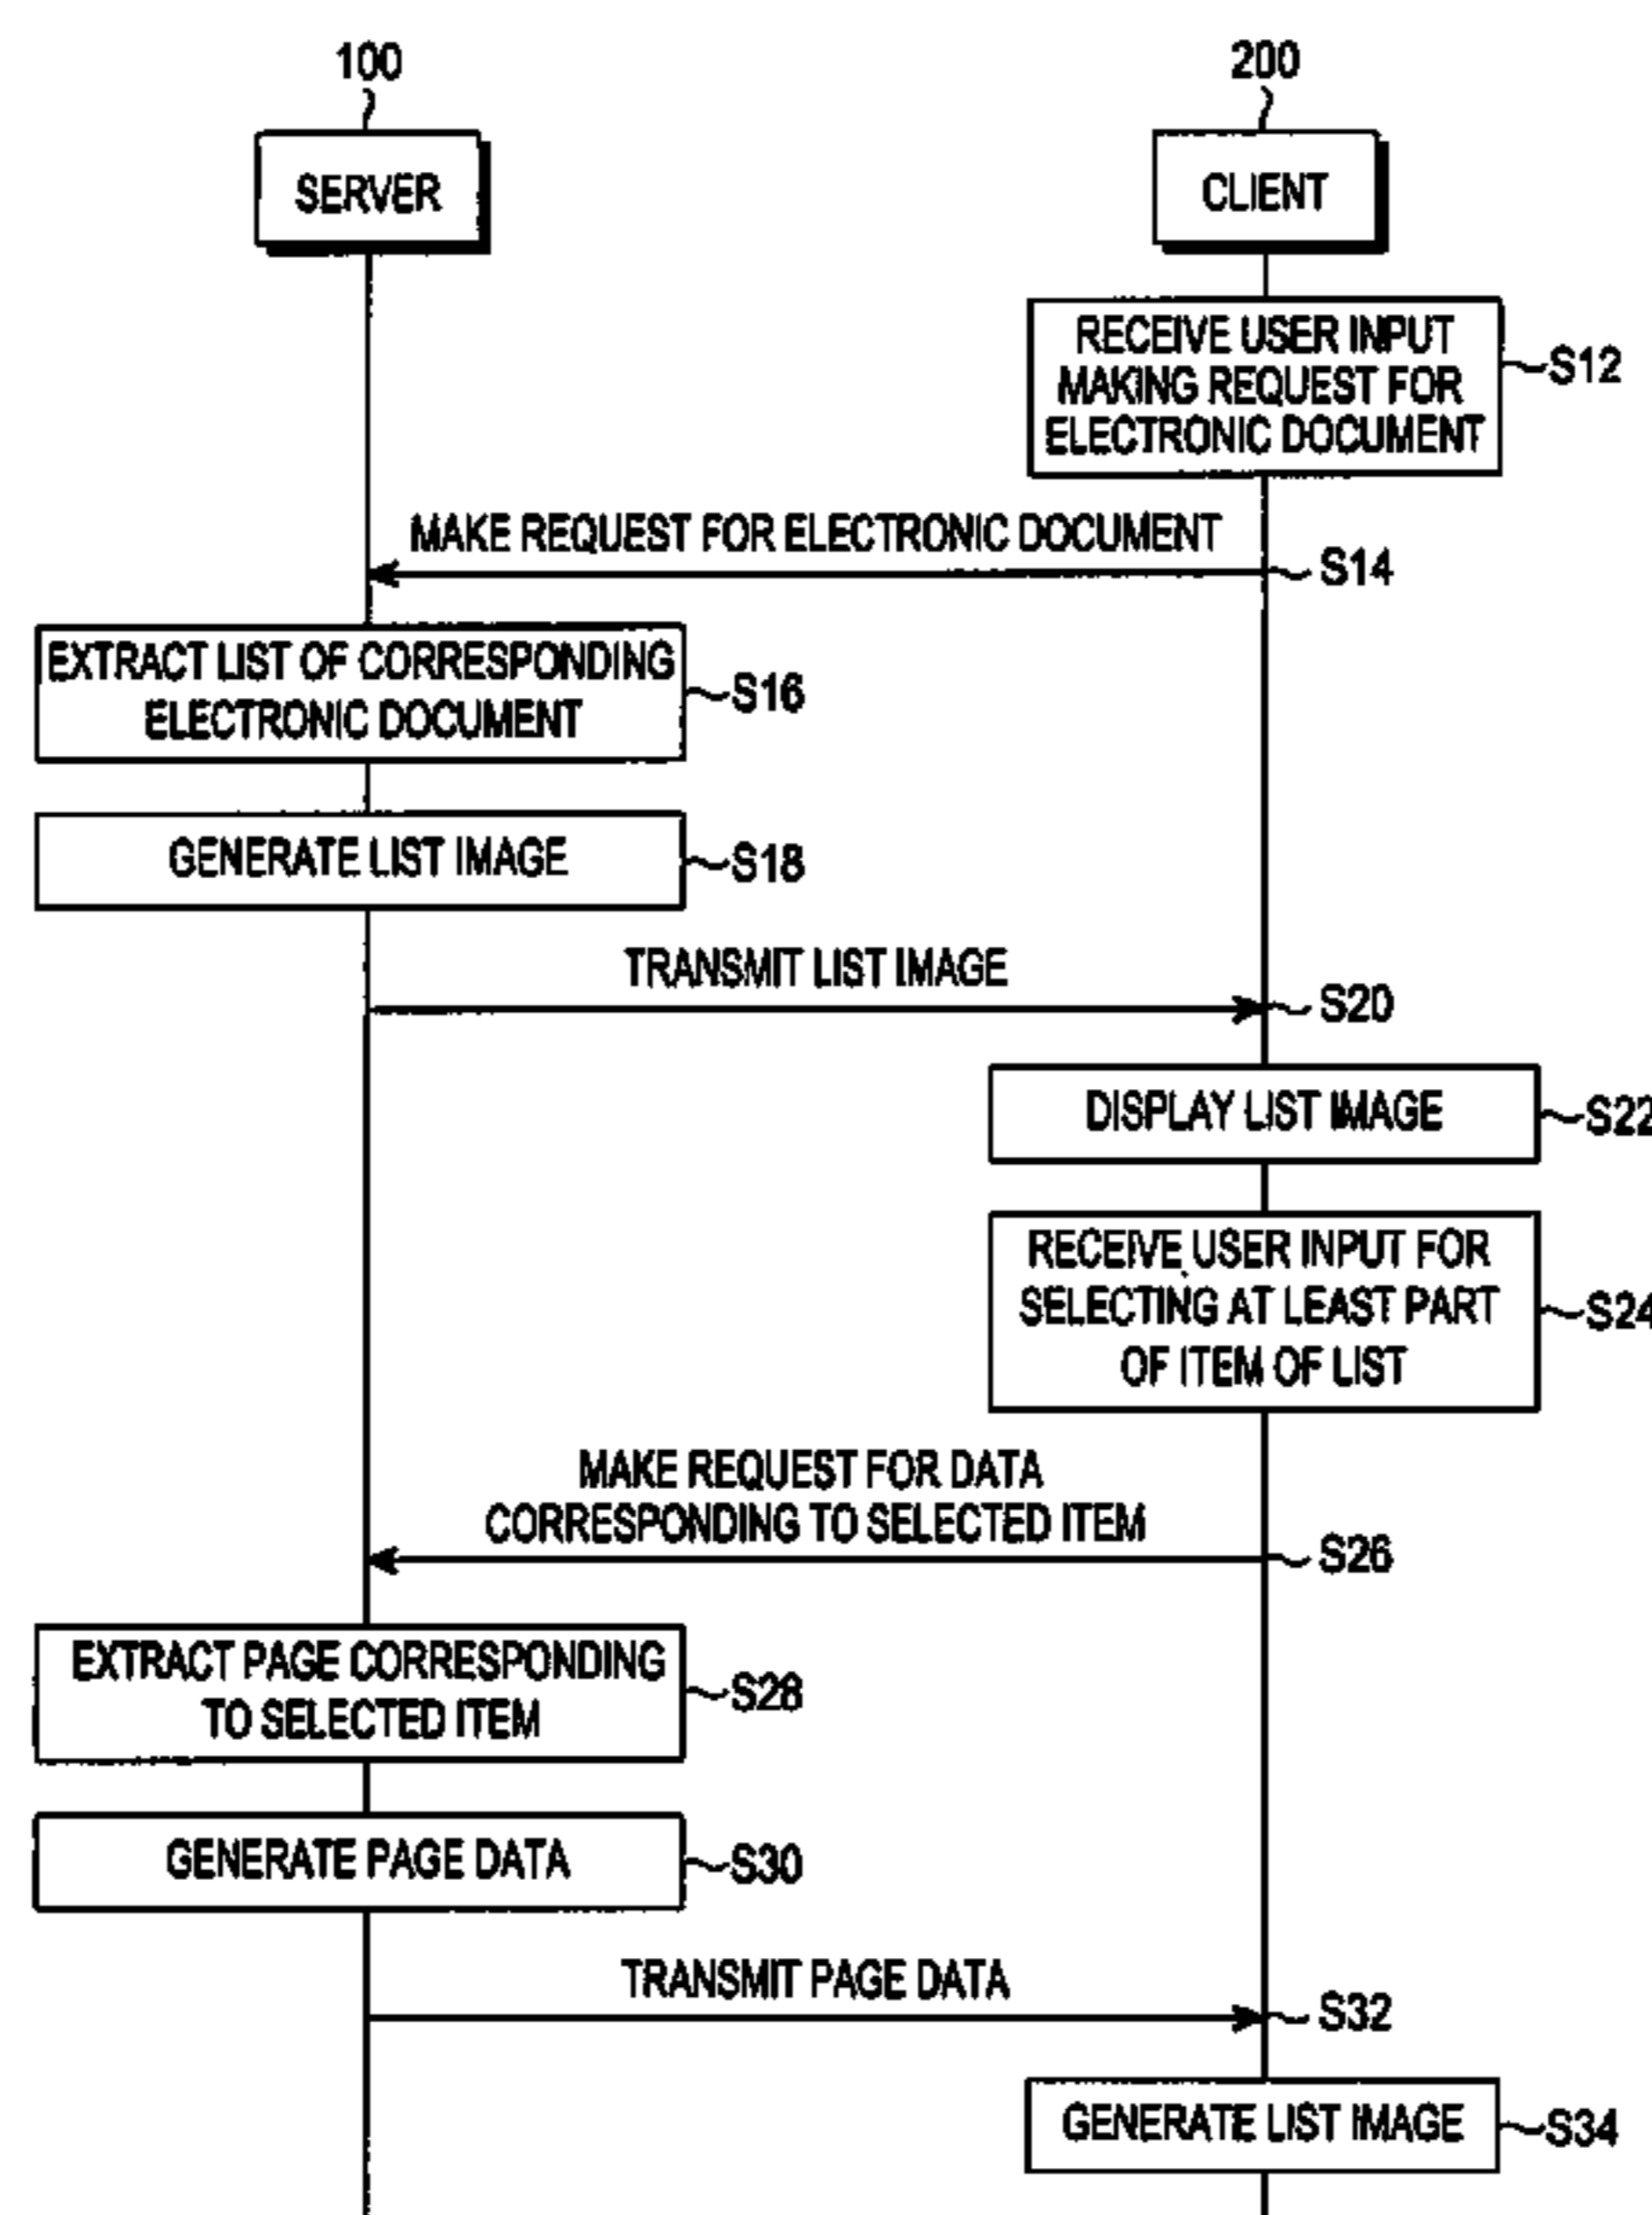 100
200
SERVER
CLIENT
RECEIVE USER INPUT
MAKING REQUEST FOR
ELECTRONIC DOCUMENT
S12
MAKE REQUEST FOR ELECTRONIC DOCUMENT
S14
EXTRACT LIST OF CORRESPONDING
ELECTRONIC DOCUMENT
S16
GENERATE LIST IMAGE
S18
TRANSMIT LIST IMAGE
S20
DISPLAY LIST IMAGE
S22
RECEIVE USER INPUT FOR
SELECTING AT LEAST PART
OF ITEM OF LIST
S24
MAKE REQUEST FOR DATA
CORRESPONDING TO SELECTED ITEM
S26
EXTRACT PAGE CORRESPONDING
TO SELECTED ITEM
S28
GENERATE PAGE DATA
S30
TRANSMIT PAGE DATA
S32
GENERATE LIST IMAGE
S34